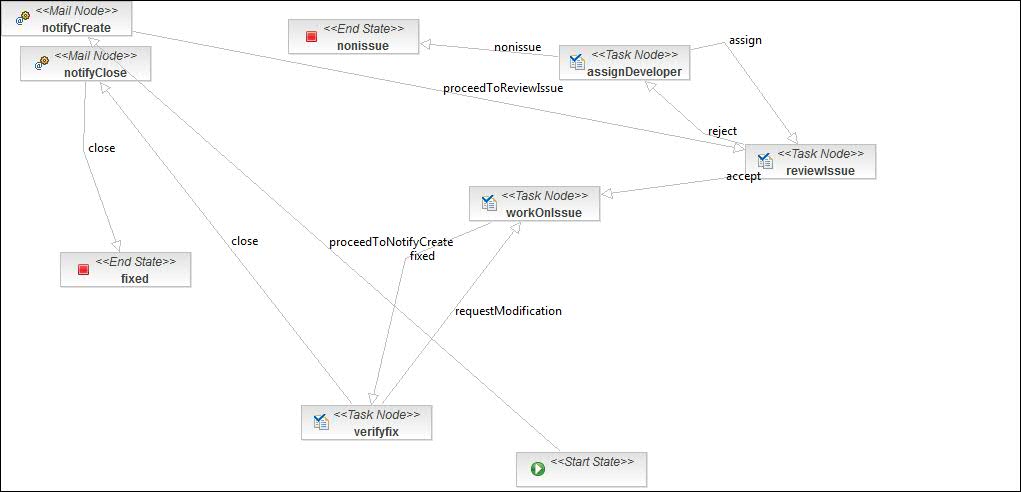 <<Mail Node>>
notifyCreate
<<End State>>
nonissue
<<Mail Node>>
notifyClose
nonissue
<<Task Node>>
assignDeveloper
assign
proceedToReviewIssue
reject
close
<<Task Node>>
reviewIssue
accept
<<Task Node>>
workOnIssue
close
proceedToNotifyCreate
fixed
<<End State>>
fixed
requestModification
<<Task Node>>
verifyfix
<<Start State>>